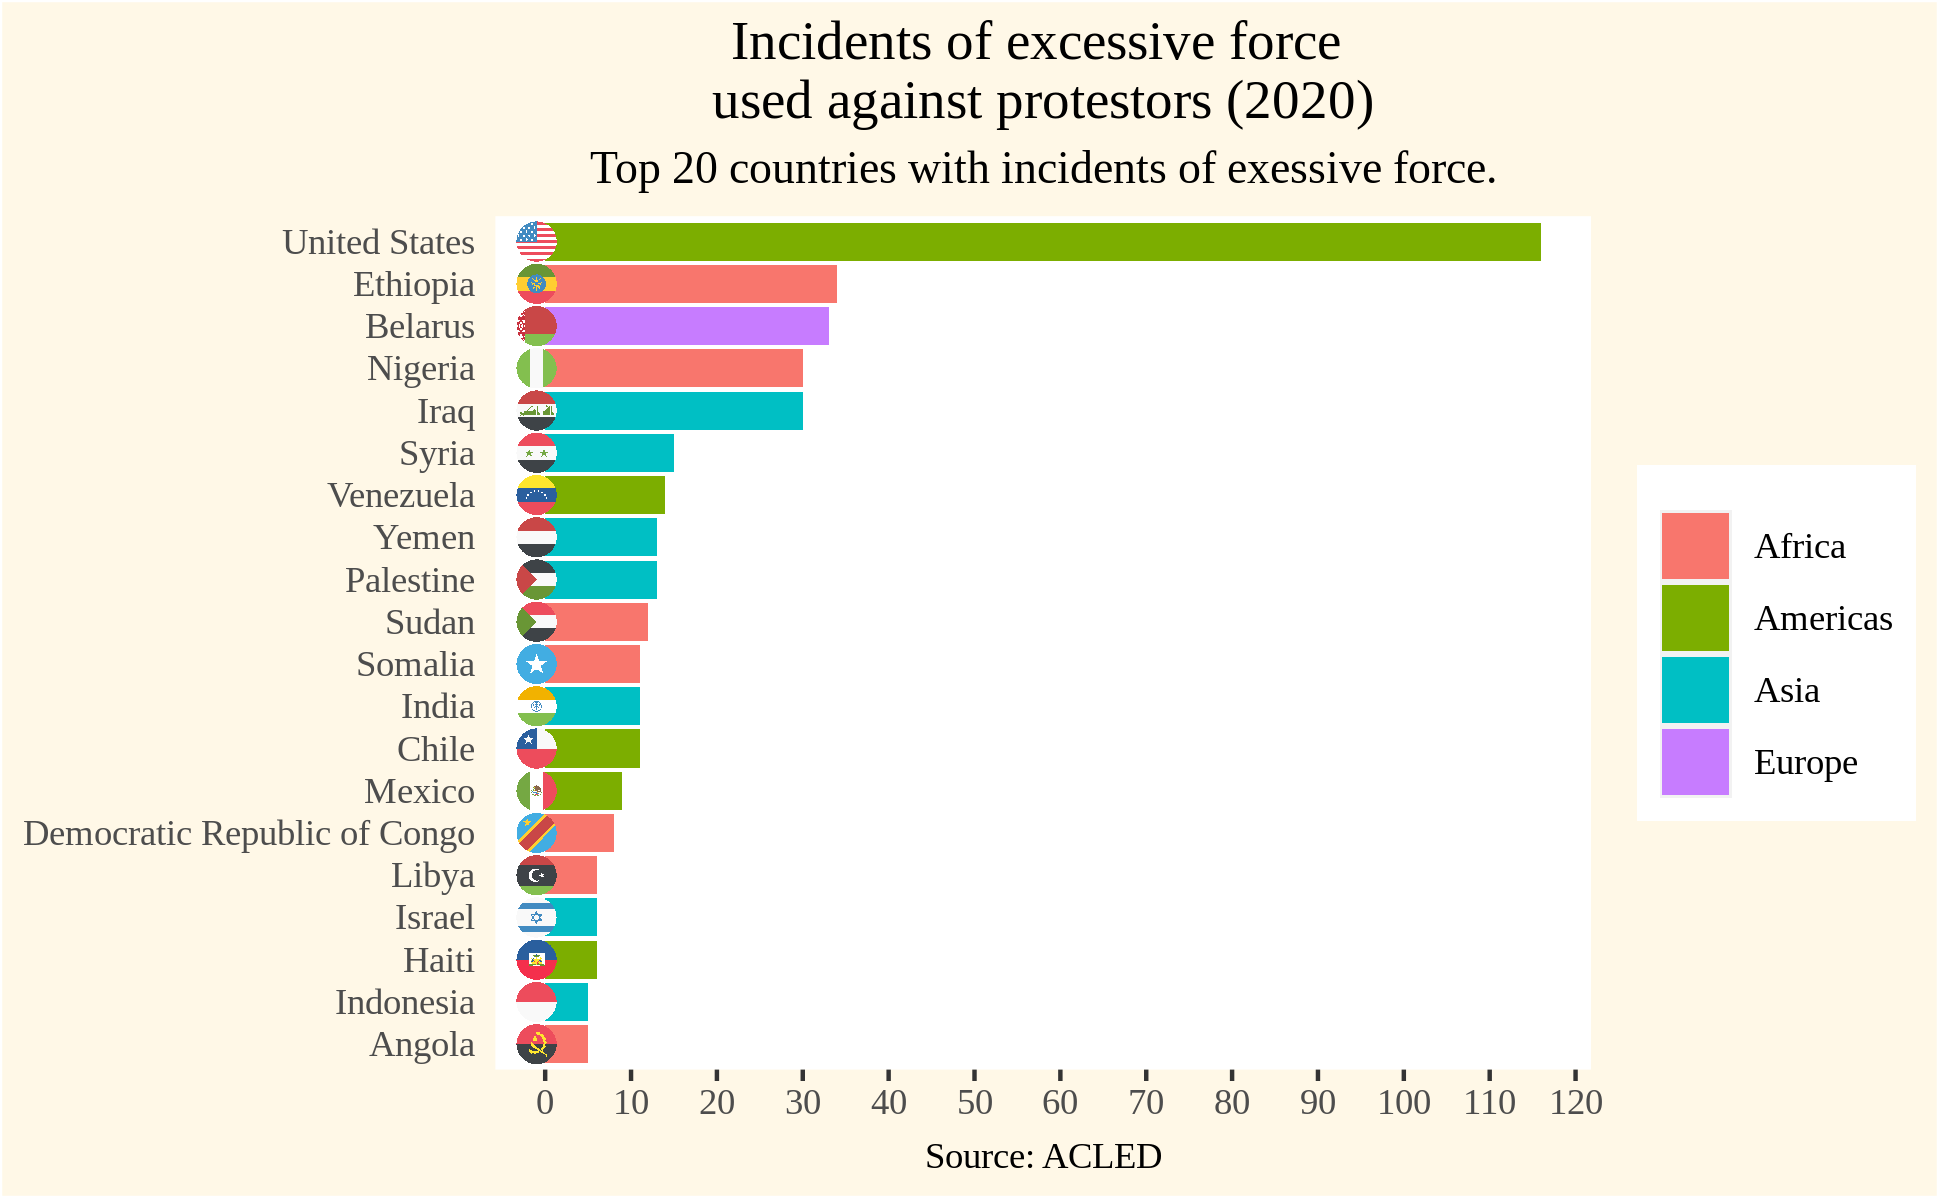 Incidents of excessive force
used against protestors (2020)
Top 20 countries with incidents of exessive force.
United States
Ethiopia
Belarus
Nigeria
Iraq
Syria
Venezuela
Yemen
Palestine
Sudan
Somalia
India
Chile
Mexico
Democratic Republic of Congo
Libya
Israel
Haiti
Indonesia
Angola
0 10 20 30 40 50 60 70 80 90 100 110 120
Source: ACLED
Africa
Americas
Asia
Europe